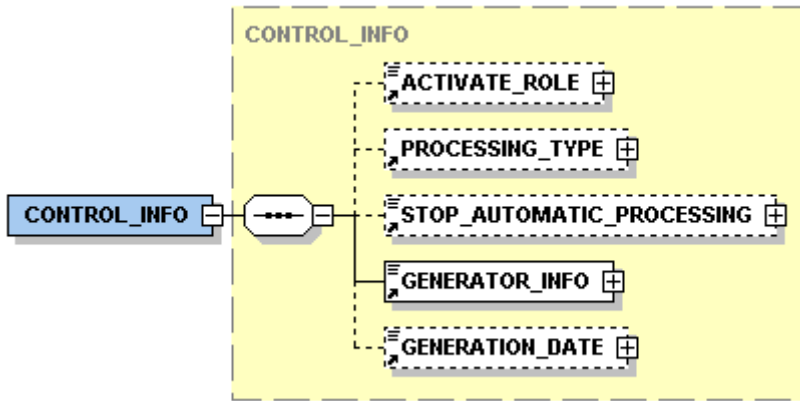 CONTROL_INFO
ACTIVATE_ROLE
PROCESSING_TYPE
CONTROL_INFO
STOP_AUTOMATIC_PROCESSING
GENERATOR_INFO
GENERATION_DATE